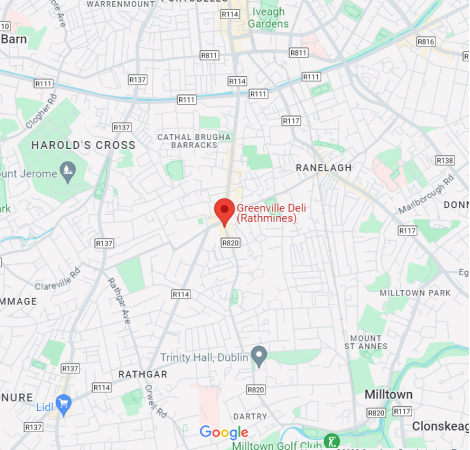 PORTOBELLO
WARRENMOUNT
R114
Iveagh
Gardens
Barn
R811
R811
R816
R137
R114
R111
R111
R111
R111
Clogher Rd
R137
R117
CATHAL BRUGHA
BARRACKS
HAROLD'S CROSS
R138
RANELAGH
ount Jerome
Marlborough Rd
ark
Greenville Deli
(Rathmines)
DONN
R117
R137
R820
Clareville Rd
Eg
MMAGE
Rathgar Ave
R114
MILLTOWN PARK
MOUNT
ST ANNES
R137
Trinity Hall, Dublin
RATHGAR
Orwell Rd
R820
NURE
Lidl
Milltown
R117
R820
DARTRY
Clonskeag
R137
Google
Milltown Golf Club